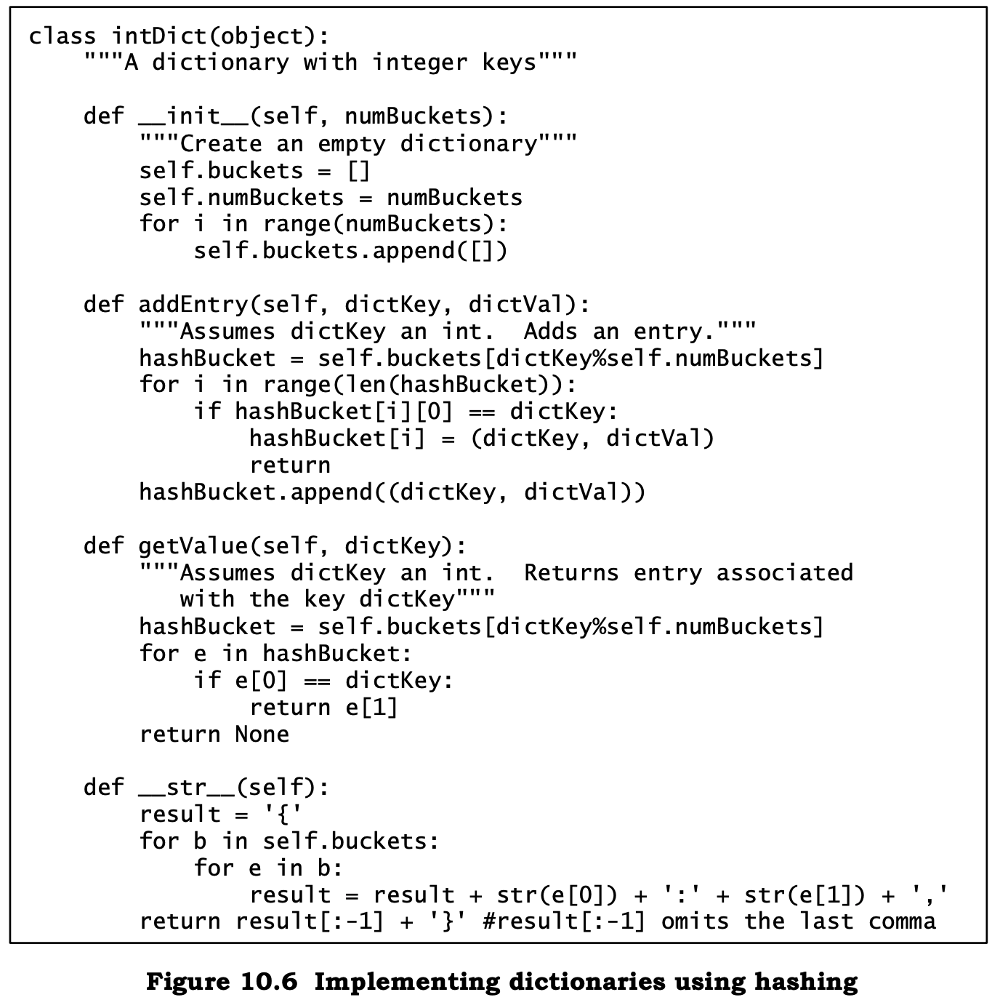 class intDict(object):
    """A dictionary with integer keys"""

    def __init__(self, numBuckets):
        """Create an empty dictionary"""
        self.buckets = []
        self.numBuckets = numBuckets
        for i in range(numBuckets):
            self.buckets.append([])

    def addEntry(self, dictKey, dictVal):
        """Assumes dictKey an int.  Adds an entry."""
        hashBucket = self.buckets[dictKey%self.numBuckets]
        for i in range(len(hashBucket)):
            if hashBucket[i][0] == dictKey:
                hashBucket[i] = (dictKey, dictVal)
                return
        hashBucket.append((dictKey, dictVal))

    def getValue(self, dictKey):
        """Assumes dictKey an int.  Returns entry associated
           with the key dictKey"""
        hashBucket = self.buckets[dictKey%self.numBuckets]
        for e in hashBucket:
            if e[0] == dictKey:
                return e[1]
        return None

    def __str__(self):
        result = '{'
        for b in self.buckets:
            for e in b:
                result = result + str(e[0]) + ':' + str(e[1]) + ','
        return result[:-1] + '}' #result[:-1] omits the last comma

Figure 10.6  Implementing dictionaries using hashing